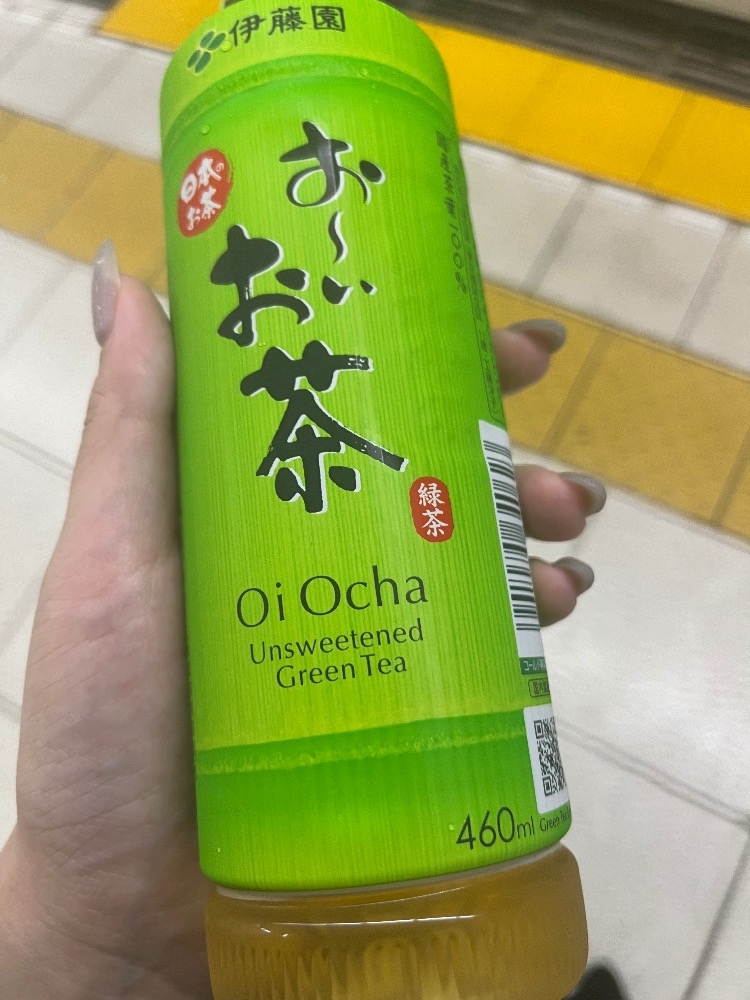 伊藤園
日本の
お茶
お～い
お茶
緑茶
Oi Ocha
Unsweetened
Green Tea
460ml